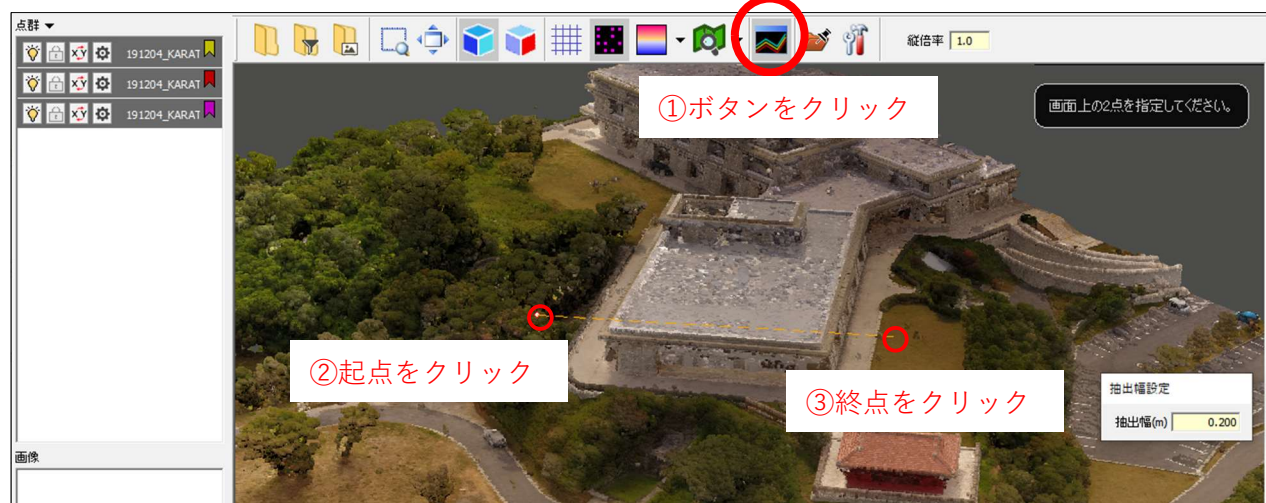 点群
縦倍率 1.0
191204_KARAT
191204_KARAT
191204_KARAT
①ボタンをクリック
画面上の2点を指定してください。
②起点をクリック
③終点をクリック
抽出幅設定
抽出幅(m) 0.200
画像